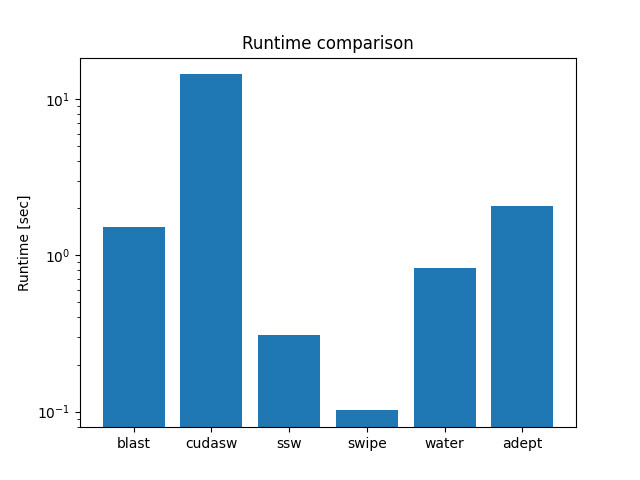 Runtime comparison
Runtime [sec]
10¹
10⁰
10⁻¹
blast cudasw ssw swipe water adept